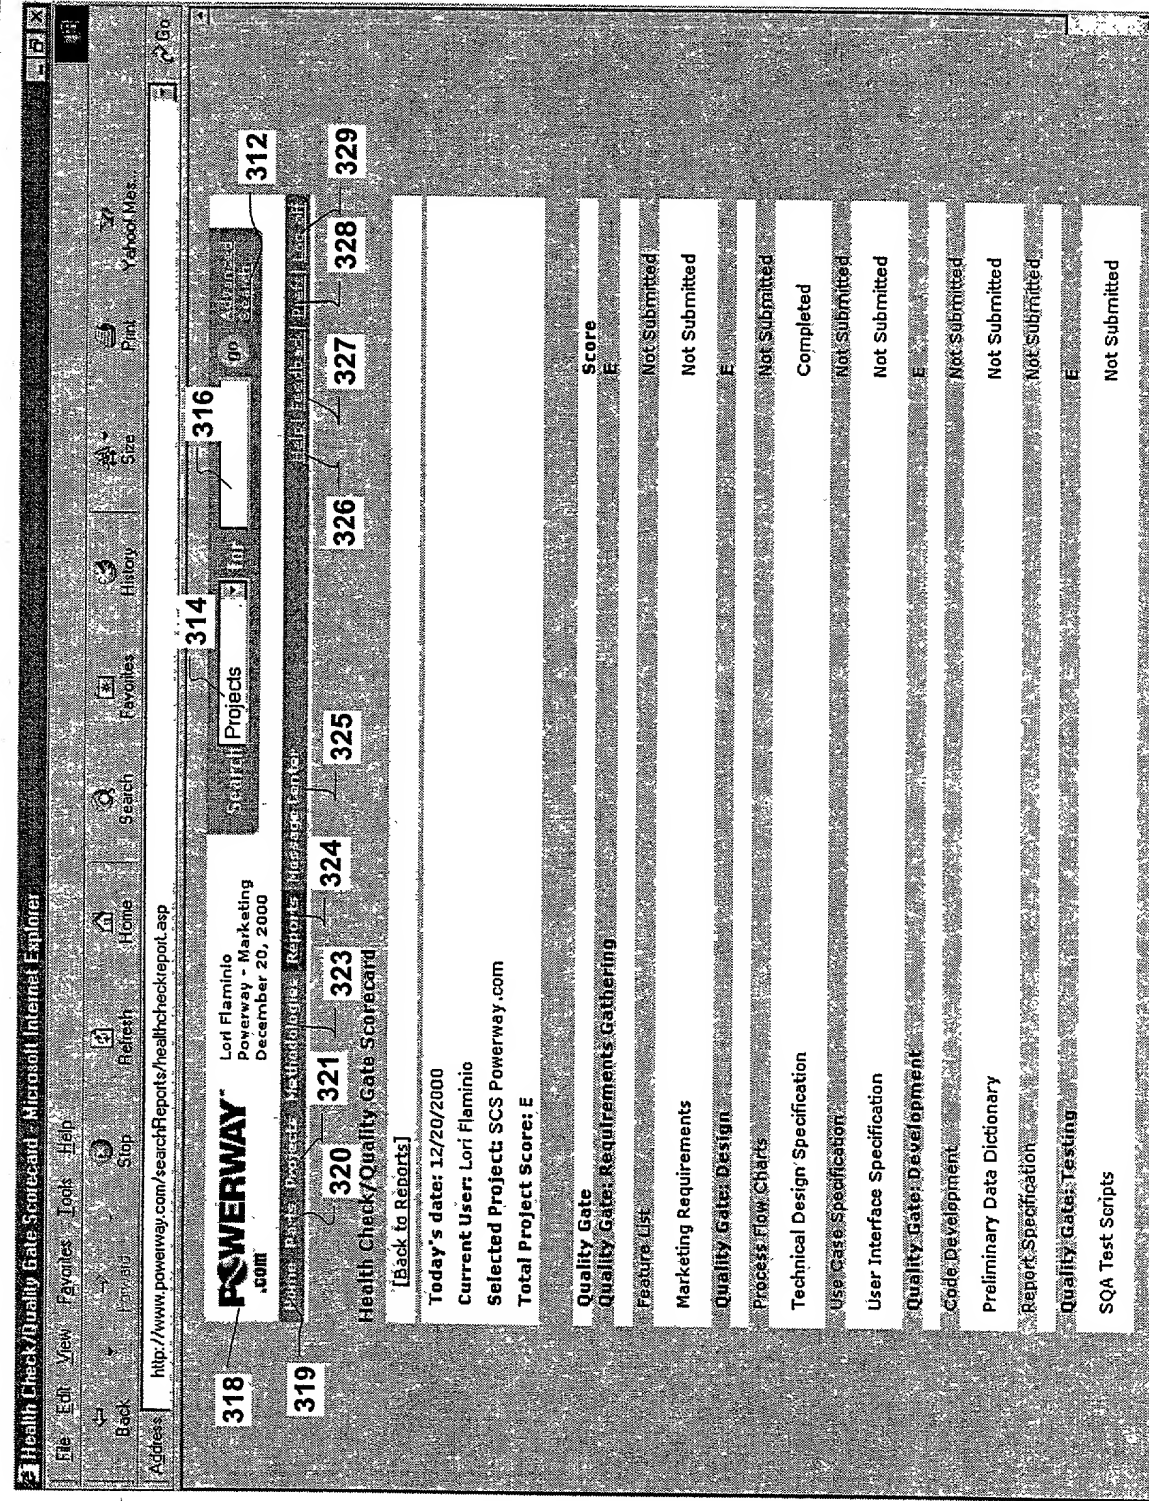 Health Check/Quality Gate Scorecard - Microsoft Internet Explorer
File Edit View Favorites Tools Help
Back Forward Stop Refresh Home Search Favorites History Size Print Yahoo! Mes...
Address http://www.powerway.com/searchReports/healthcheckreport.asp Go
314 316 312
318 POWERWAY .com
Lori Flaminio
Powerway - Marketing
December 20, 2000
Search Projects for go Advanced Search
319 Home Parts Projects Methodologies Reports Message Center Help Feedback Print Log Off
320 321 323 324 325 326 327 328 329
Health Check/Quality Gate Scorecard
[Back to Reports]
Today's date: 12/20/2000
Current User: Lori Flaminio
Selected Project: SCS Powerway.com
Total Project Score: E
Quality Gate Score
Quality Gate: Requirements Gathering E
Feature List Not Submitted
Marketing Requirements Not Submitted
Quality Gate: Design E
Process Flow Charts Not Submitted
Technical Design Specification Completed
Use Case Specification Not Submitted
User Interface Specification Not Submitted
Quality Gate: Development E
Code Development Not Submitted
Preliminary Data Dictionary Not Submitted
Report Specification Not Submitted
Quality Gate: Testing E
SQA Test Scripts Not Submitted